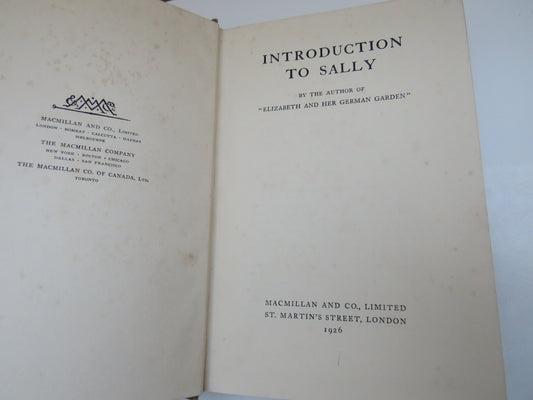 MACMILLAN AND CO., LIMITED
LONDON · BOMBAY · CALCUTTA · MADRAS
MELBOURNE
THE MACMILLAN COMPANY
NEW YORK · BOSTON · CHICAGO
DALLAS · SAN FRANCISCO
THE MACMILLAN CO. OF CANADA, LTD.
TORONTO
INTRODUCTION
TO SALLY
BY THE AUTHOR OF
"ELIZABETH AND HER GERMAN GARDEN"
MACMILLAN AND CO., LIMITED
ST. MARTIN'S STREET, LONDON
1926